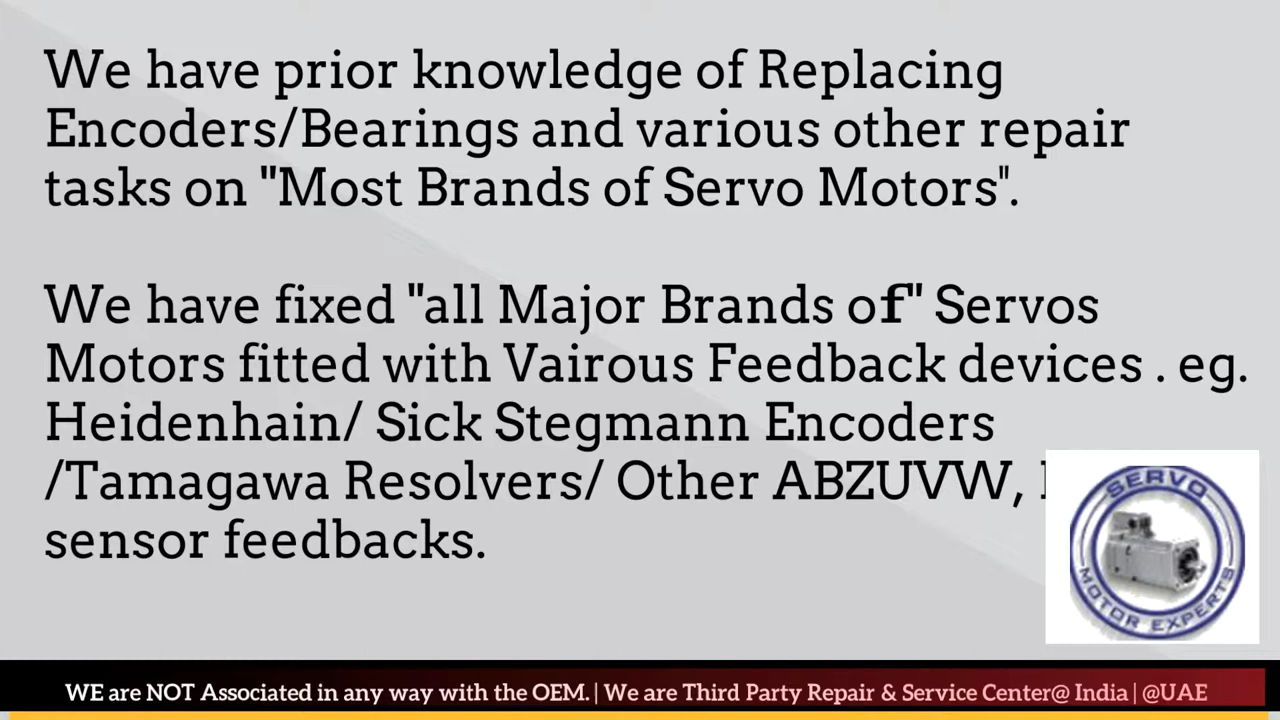 We have prior knowledge of Replacing
Encoders/Bearings and various other repair
tasks on "Most Brands of Servo Motors".
We have fixed "all Major Brands of" Servos
Motors fitted with Vairous Feedback devices . eg.
Heidenhain/ Sick Stegmann Encoders
/Tamagawa Resolvers/ Other ABZUVW,
sensor feedbacks.
SERVO
MOTOR EXPERTS
WE are NOT Associated in any way with the OEM. | We are Third Party Repair & Service Center@ India | @UAE